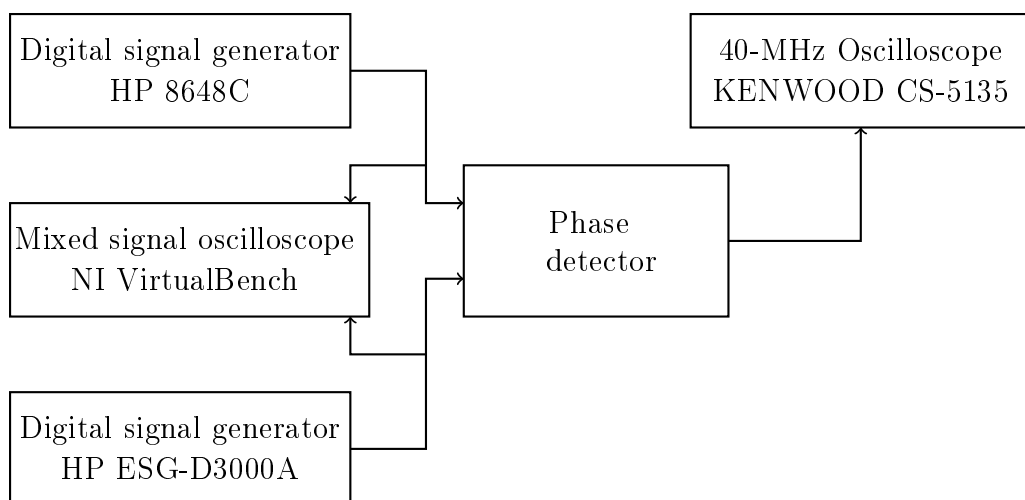 Digital signal generator
HP 8648C
40-MHz Oscilloscope
KENWOOD CS-5135
Mixed signal oscilloscope
NI VirtualBench
Phase
detector
Digital signal generator
HP ESG-D3000A